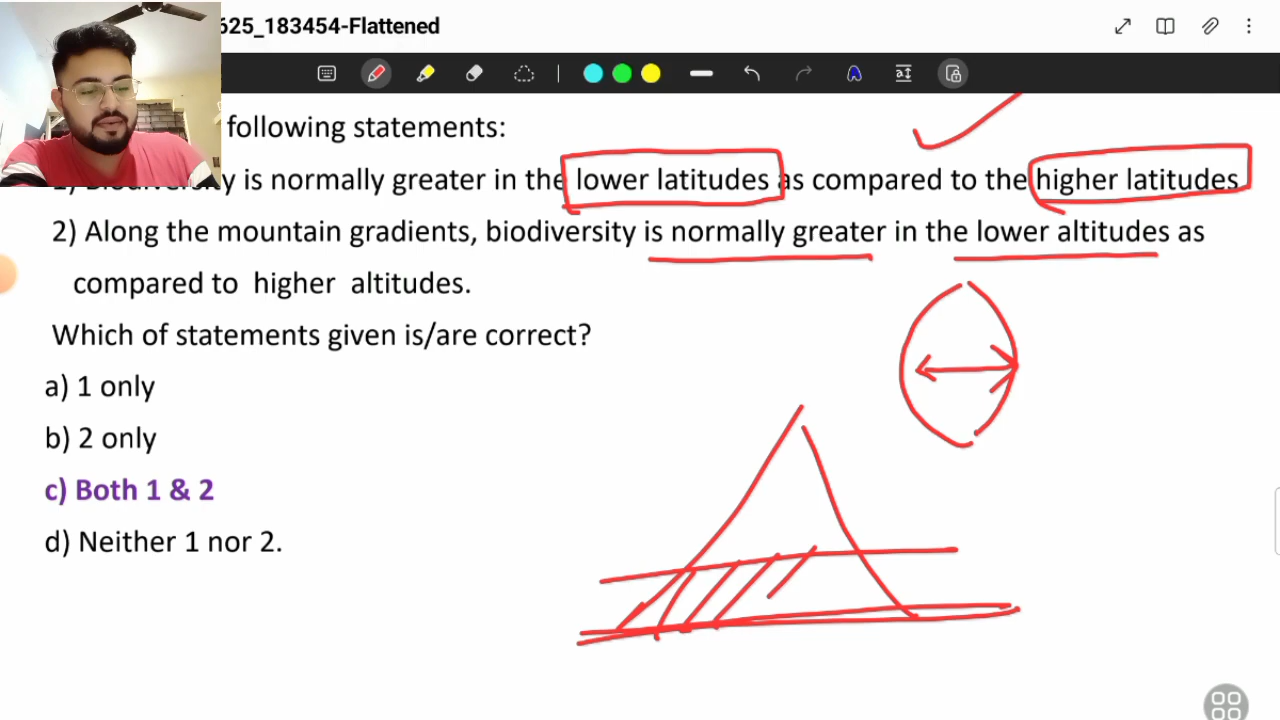 625_183454-Flattened
following statements:
is normally greater in the lower latitudes as compared to the higher latitudes
2) Along the mountain gradients, biodiversity is normally greater in the lower altitudes as
compared to higher altitudes.
Which of statements given is/are correct?
a) 1 only
b) 2 only
c) Both 1 & 2
d) Neither 1 nor 2.